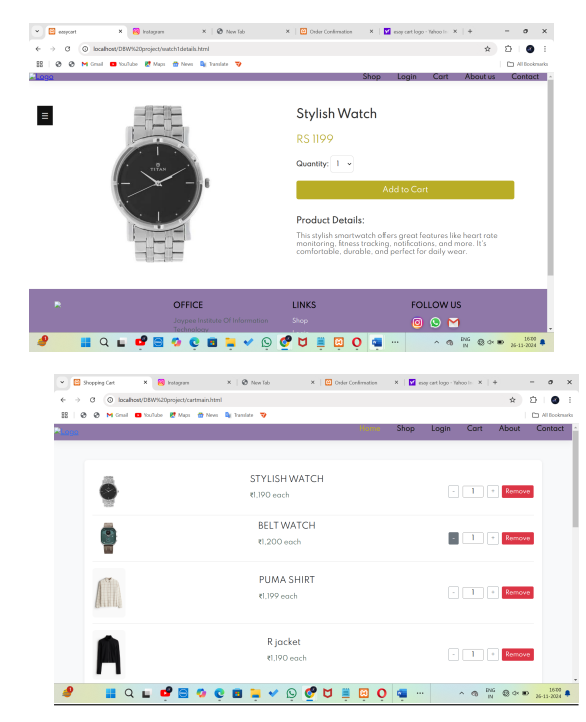 easycart
Instagram
New Tab
Order Confirmation
easy cart logo - Yahoo
localhost/DBW%20project/watch1details.html
Gmail YouTube Maps News Translate
All Bookmarks
Logo
Shop Login Cart About us Contact
Stylish Watch
RS 1199
Quantity: 1
Add to Cart
TITAN
Product Details:
This stylish smartwatch offers great features like heart rate
monitoring, fitness tracking, notifications, and more. It's
comfortable, durable, and perfect for daily wear.
OFFICE LINKS FOLLOW US
Jaypee Institute Of Information Shop
Technology
ENG
IN
16:00
26-11-2024
Shopping Cart
Instagram
New Tab
Order Confirmation
easy cart logo - Yahoo
localhost/DBW%20project/cartmain.html
Gmail YouTube Maps News Translate
All Bookmarks
Logo
Home Shop Login Cart About Contact
STYLISH WATCH
₹1,190 each
- 1 + Remove
BELT WATCH
₹1,200 each
- 1 + Remove
PUMA SHIRT
₹1,199 each
- 1 + Remove
R jacket
₹1,190 each
- 1 + Remove
ENG
IN
16:00
26-11-2024